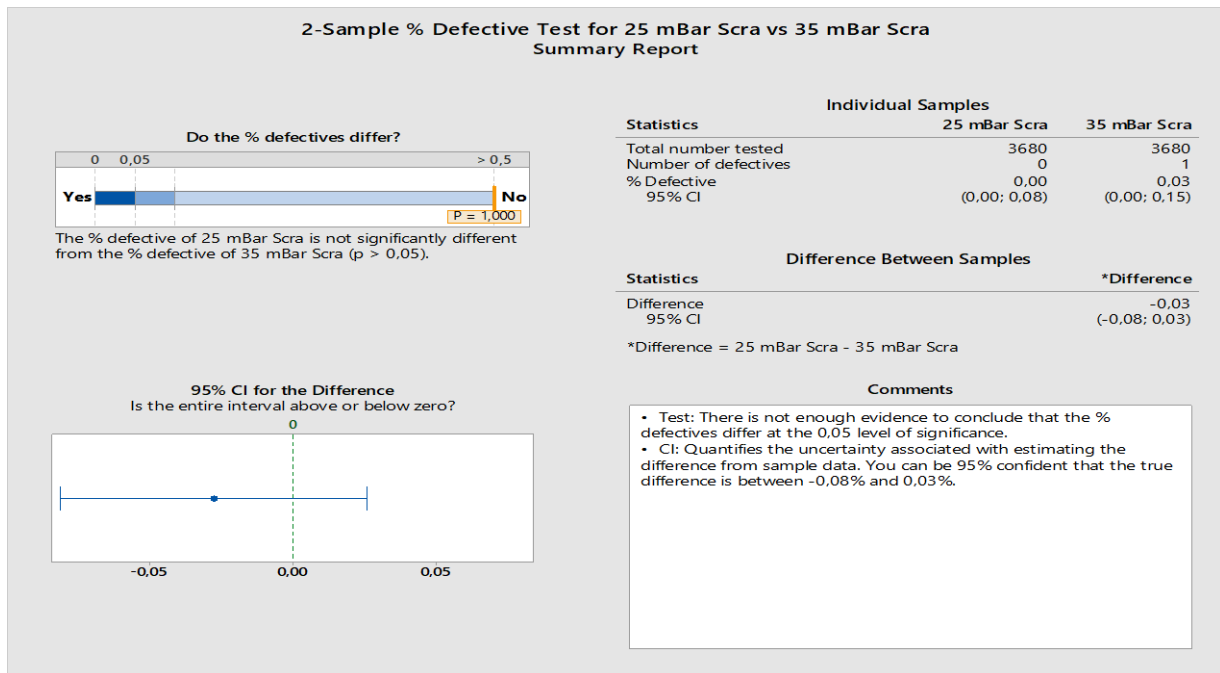 2-Sample % Defective Test for 25 mBar Scra vs 35 mBar Scra
Summary Report
Do the % defectives differ?
0 0,05 > 0,5
Yes No
P = 1,000
The % defective of 25 mBar Scra is not significantly different
from the % defective of 35 mBar Scra (p > 0,05).
Individual Samples
Statistics 25 mBar Scra 35 mBar Scra
Total number tested 3680 3680
Number of defectives 0 1
% Defective 0,00 0,03
95% CI (0,00; 0,08) (0,00; 0,15)
Difference Between Samples
Statistics *Difference
Difference -0,03
95% CI (-0,08; 0,03)
*Difference = 25 mBar Scra - 35 mBar Scra
95% CI for the Difference
Is the entire interval above or below zero?
0
-0,05 0,00 0,05
Comments
• Test: There is not enough evidence to conclude that the %
defectives differ at the 0,05 level of significance.
• CI: Quantifies the uncertainty associated with estimating the
difference from sample data. You can be 95% confident that the true
difference is between -0,08% and 0,03%.